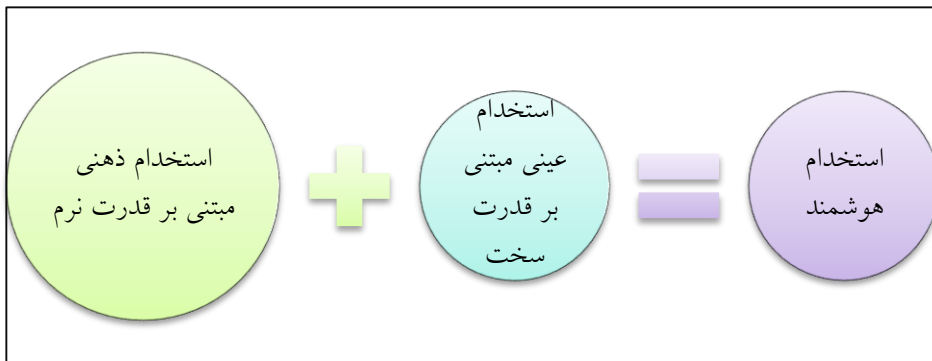 استخدام ذهنی
مبتنی بر قدرت نرم
+
استخدام
عینی مبتنی
بر قدرت
سخت
=
استخدام
هوشمند